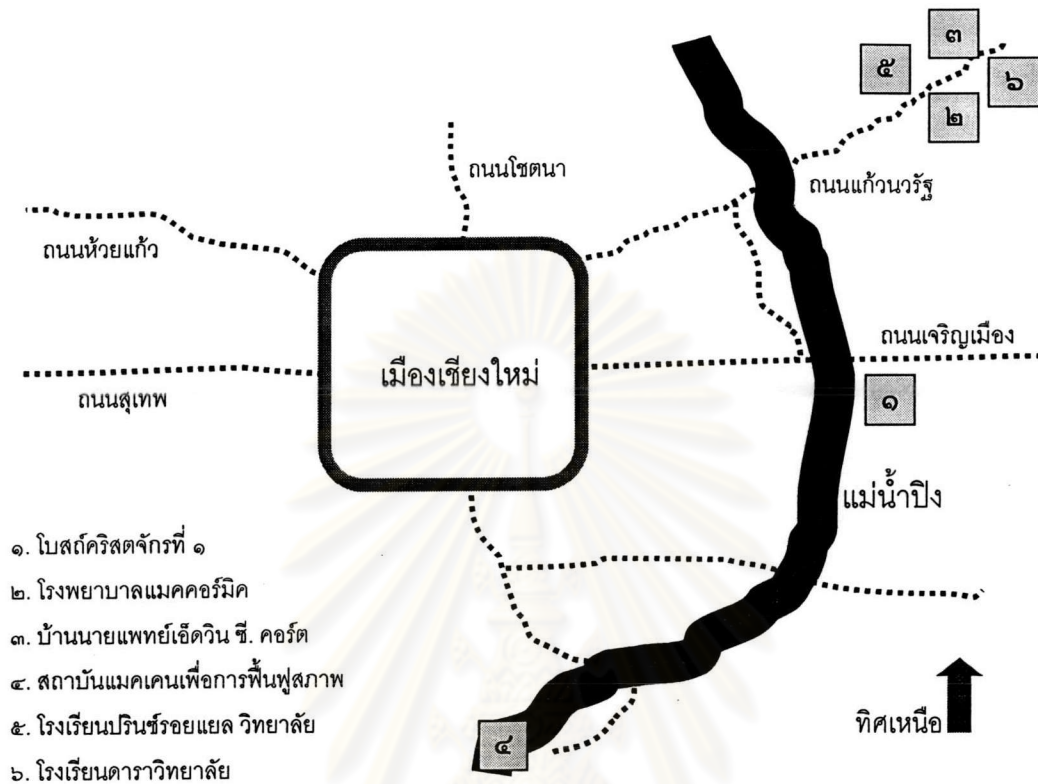 ๓
๕
๖
๒
ถนนโชตนา
ถนนแก้วนวรัฐ
ถนนห้วยแก้ว
ถนนเจริญเมือง
เมืองเชียงใหม่
ถนนสุเทพ
๑
แม่น้ำปิง
๑. โบสถ์คริสตจักรที่ ๑
๒. โรงพยาบาลแมคคอร์มิค
๓. บ้านนายแพทย์เอ็ดวิน ซี. คอร์ต
๔. สถาบันแมคเคนเพื่อการฟื้นฟูสภาพ
๕. โรงเรียนปรินซ์รอยแยล วิทยาลัย
๖. โรงเรียนดาราวิทยาลัย
ทิศเหนือ
๔